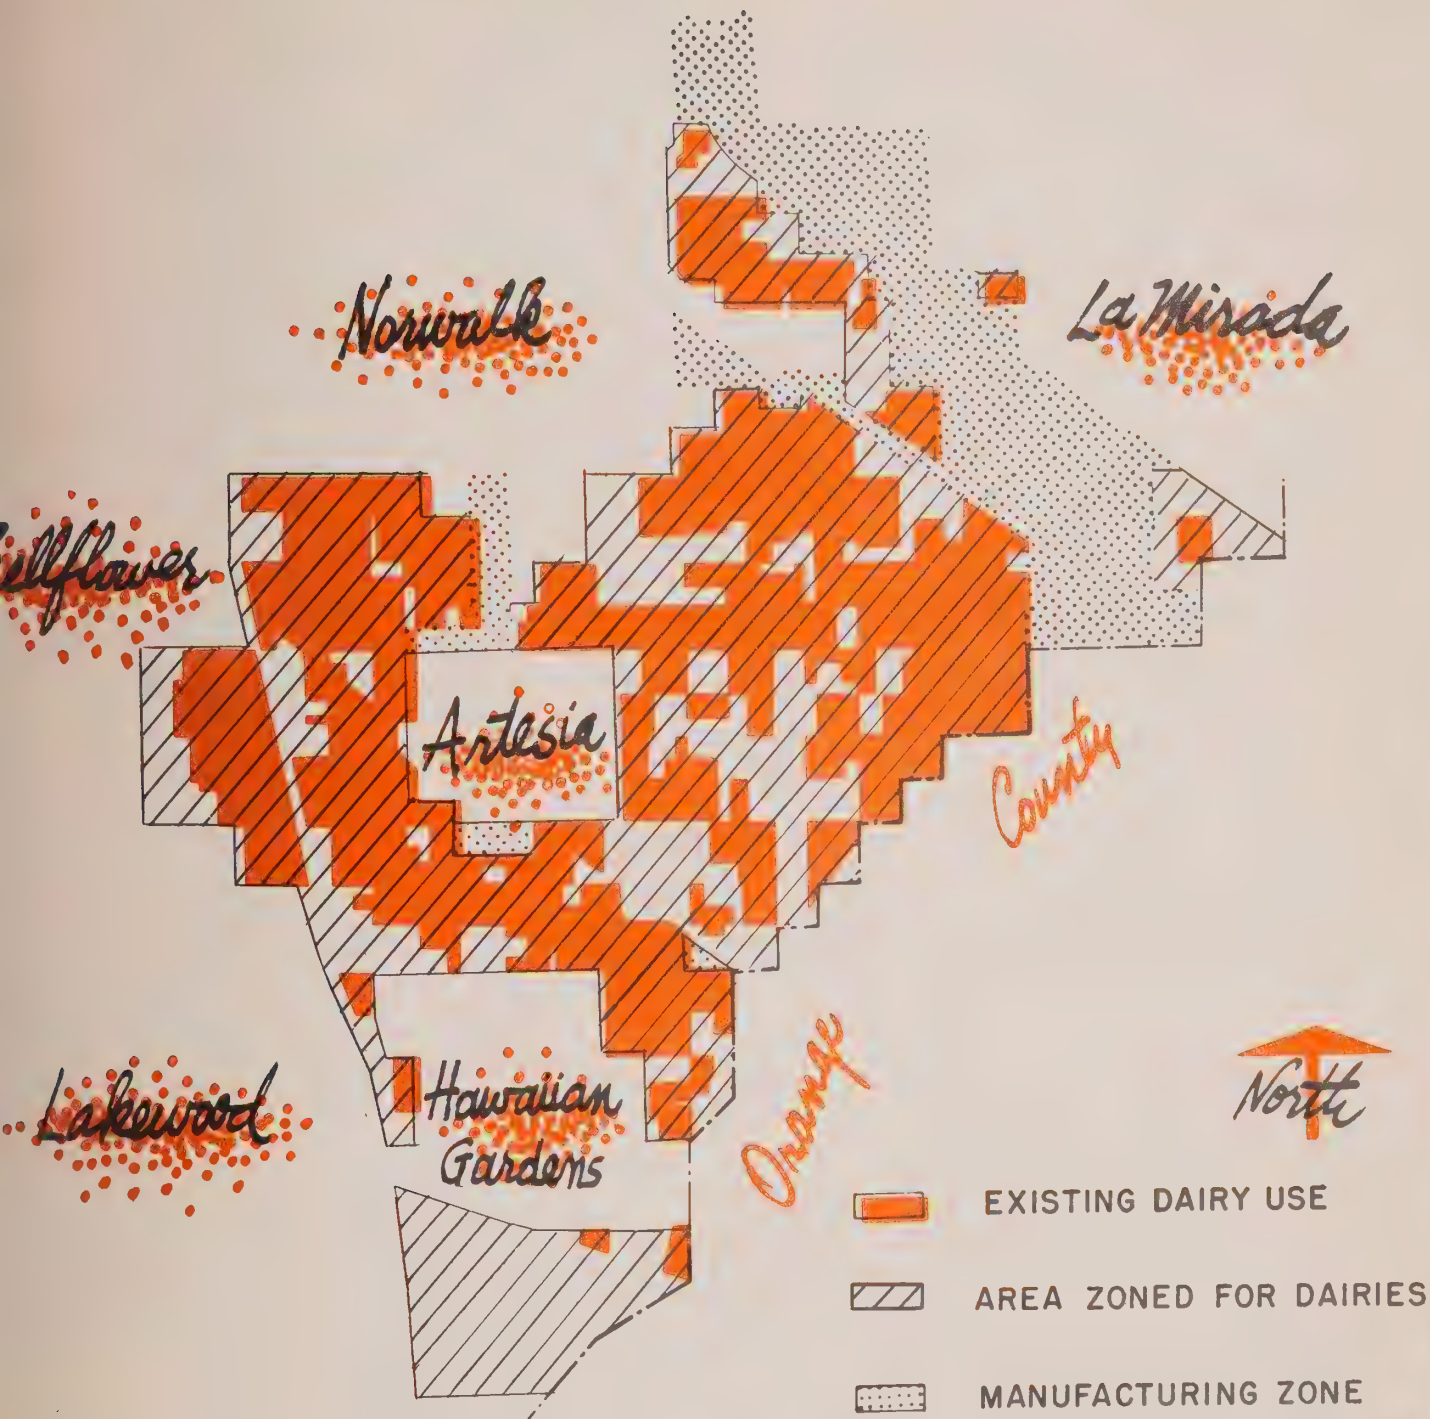 Norwalk
La Mirada
ellflower
Artesia
County
Lakewood
Hawaiian
Gardens
Orange
North
EXISTING DAIRY USE
AREA ZONED FOR DAIRIES
MANUFACTURING ZONE